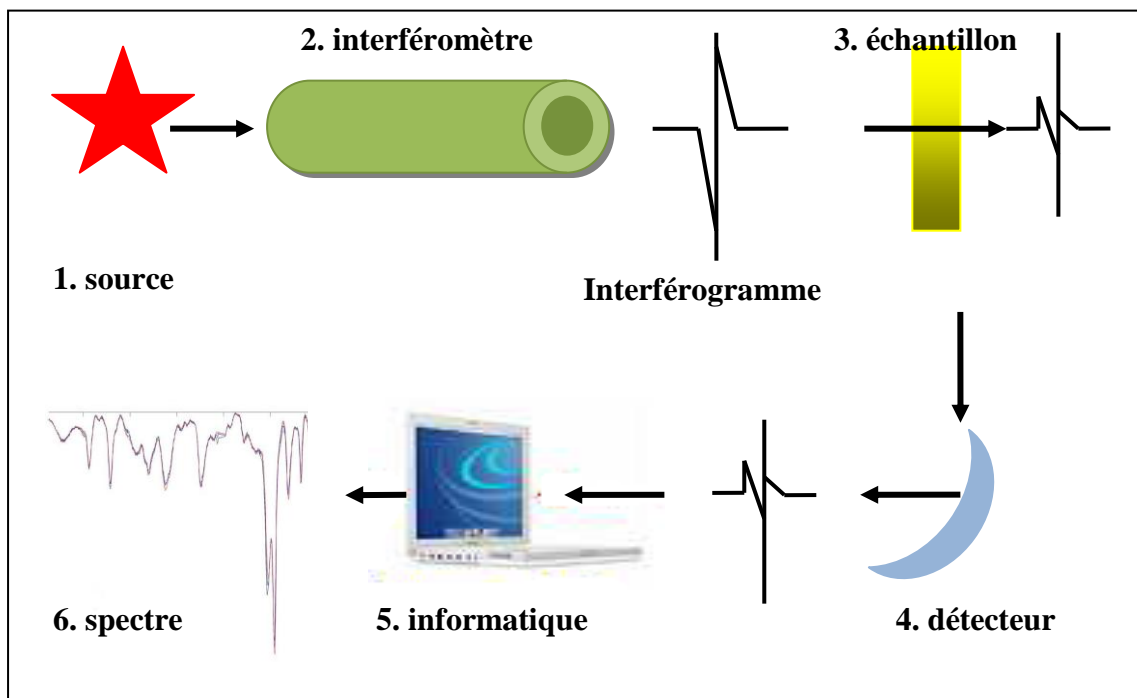 2. interféromètre
3. échantillon
1. source
Interférogramme
6. spectre
5. informatique
4. détecteur